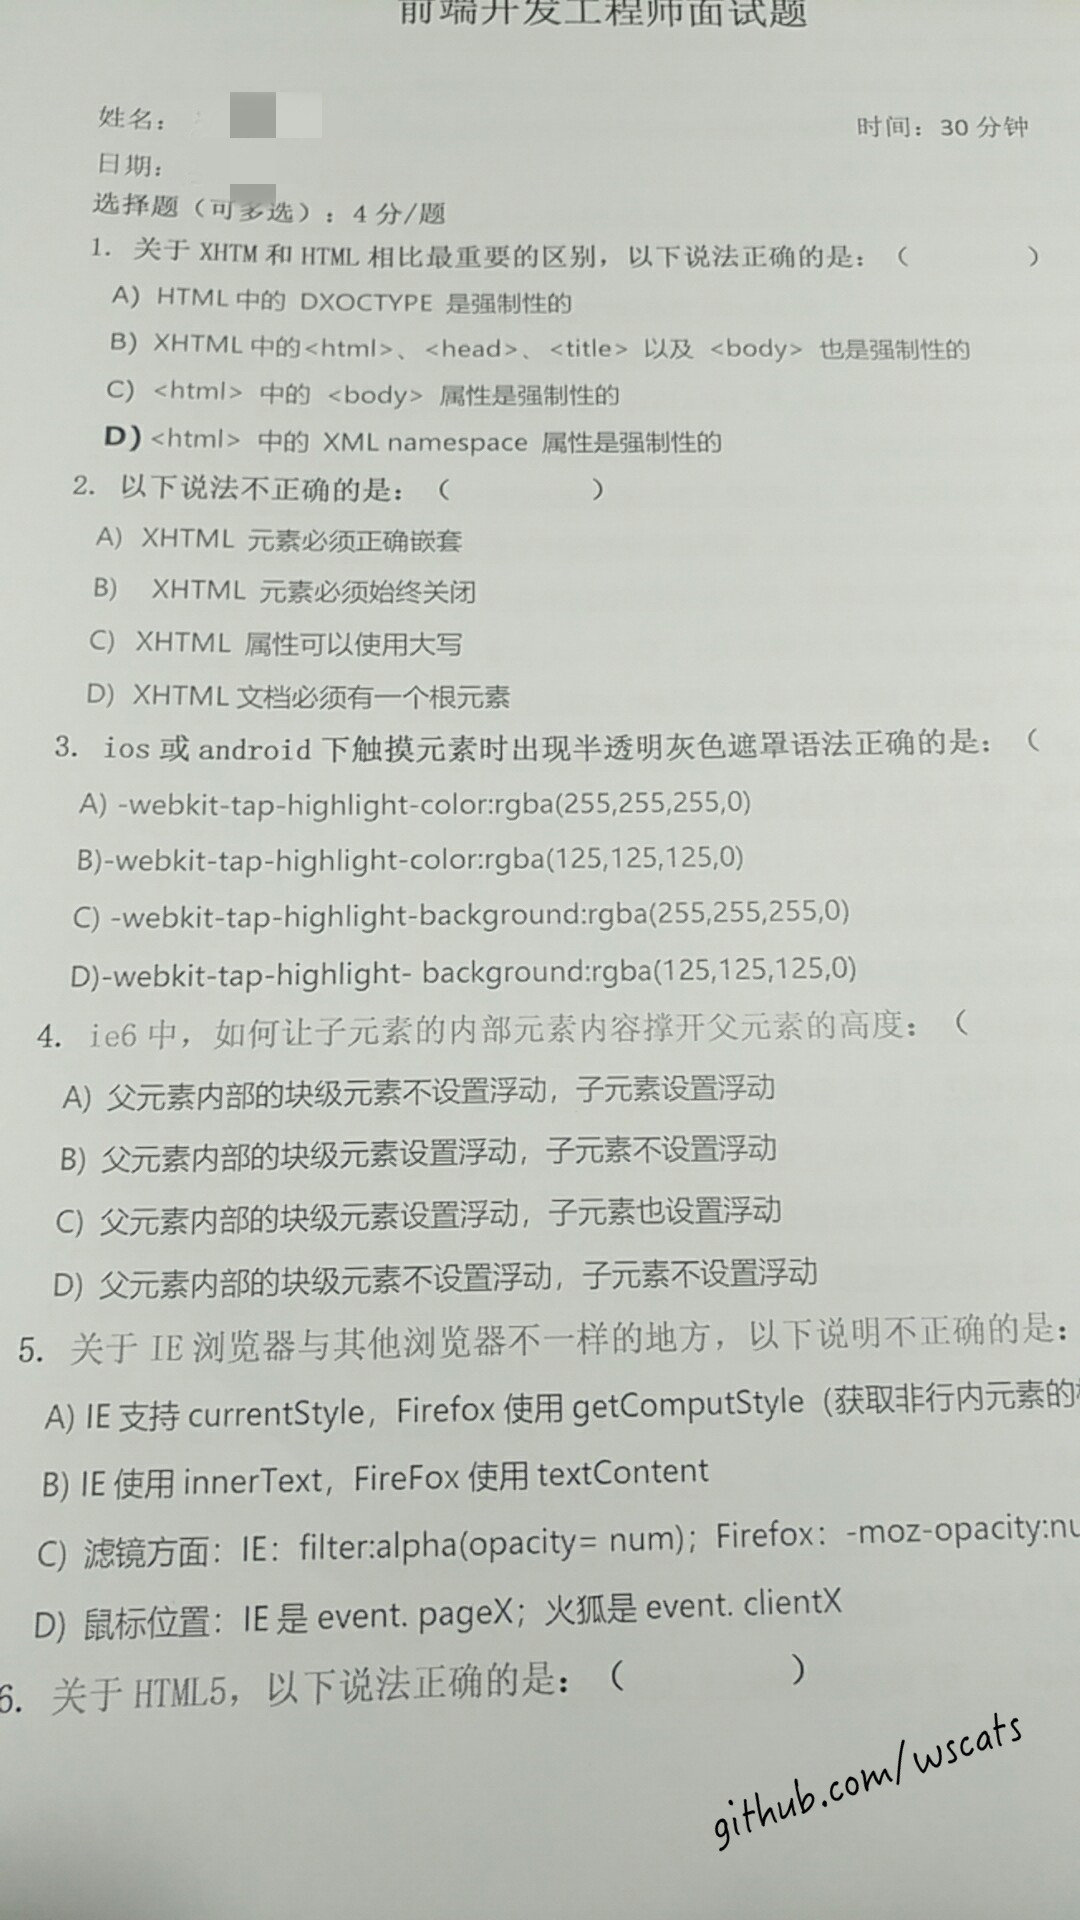 前端开发工程师面试题
姓名：
时间：30 分钟
日期：
选择题（可多选）：4 分/题
1. 关于 XHTM 和 HTML 相比最重要的区别，以下说法正确的是：（ ）
A) HTML 中的 DXOCTYPE 是强制性的
B) XHTML 中的<html>、<head>、<title> 以及 <body> 也是强制性的
C) <html> 中的 <body> 属性是强制性的
D) <html> 中的 XML namespace 属性是强制性的
2. 以下说法不正确的是：（ ）
A) XHTML 元素必须正确嵌套
B) XHTML 元素必须始终关闭
C) XHTML 属性可以使用大写
D) XHTML 文档必须有一个根元素
3. ios 或 android 下触摸元素时出现半透明灰色遮罩语法正确的是：（
A) -webkit-tap-highlight-color:rgba(255,255,255,0)
B)-webkit-tap-highlight-color:rgba(125,125,125,0)
C) -webkit-tap-highlight-background:rgba(255,255,255,0)
D)-webkit-tap-highlight- background:rgba(125,125,125,0)
4. ie6 中，如何让子元素的内部元素内容撑开父元素的高度：（
A) 父元素内部的块级元素不设置浮动，子元素设置浮动
B) 父元素内部的块级元素设置浮动，子元素不设置浮动
C) 父元素内部的块级元素设置浮动，子元素也设置浮动
D) 父元素内部的块级元素不设置浮动，子元素不设置浮动
5. 关于 IE 浏览器与其他浏览器不一样的地方，以下说明不正确的是：
A) IE 支持 currentStyle，Firefox 使用 getComputStyle（获取非行内元素的
B) IE 使用 innerText，FireFox 使用 textContent
C) 滤镜方面：IE：filter:alpha(opacity= num)；Firefox：-moz-opacity:nu
D) 鼠标位置：IE 是 event. pageX；火狐是 event. clientX
6. 关于 HTML5，以下说法正确的是：（ ）
github.com/wscats